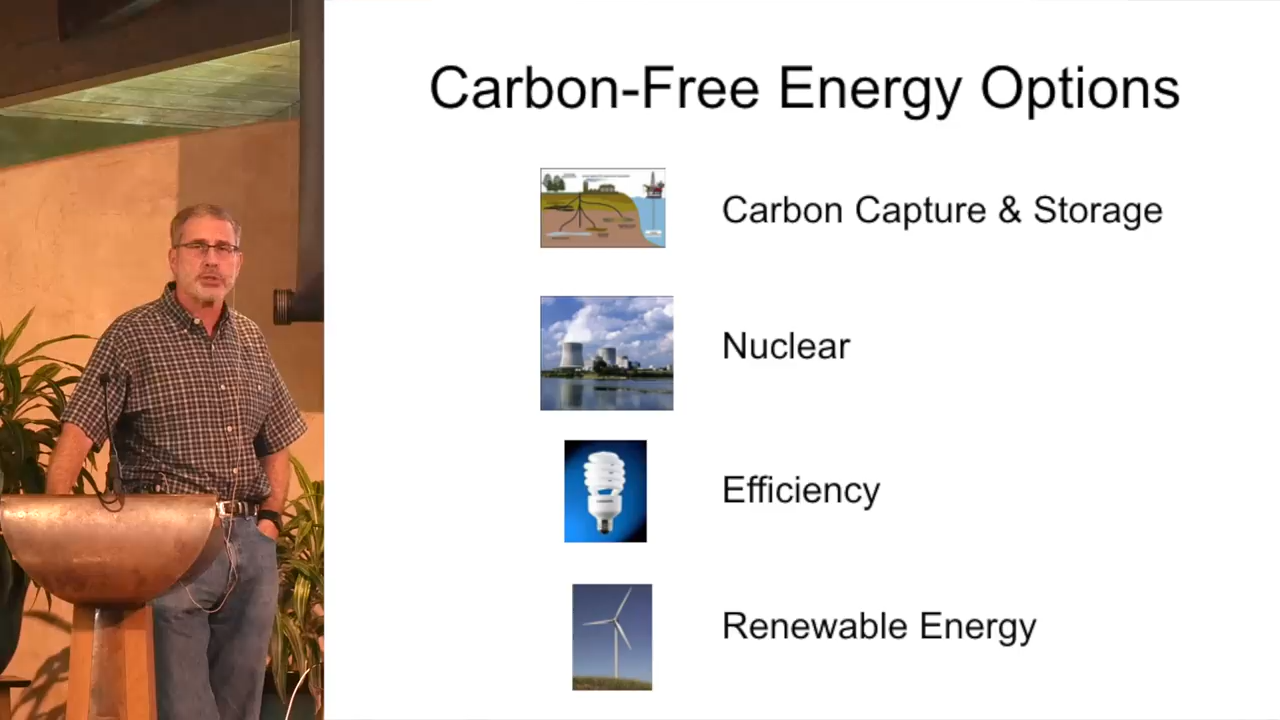 Carbon-Free Energy Options
Carbon Capture & Storage
Nuclear
Efficiency
Renewable Energy